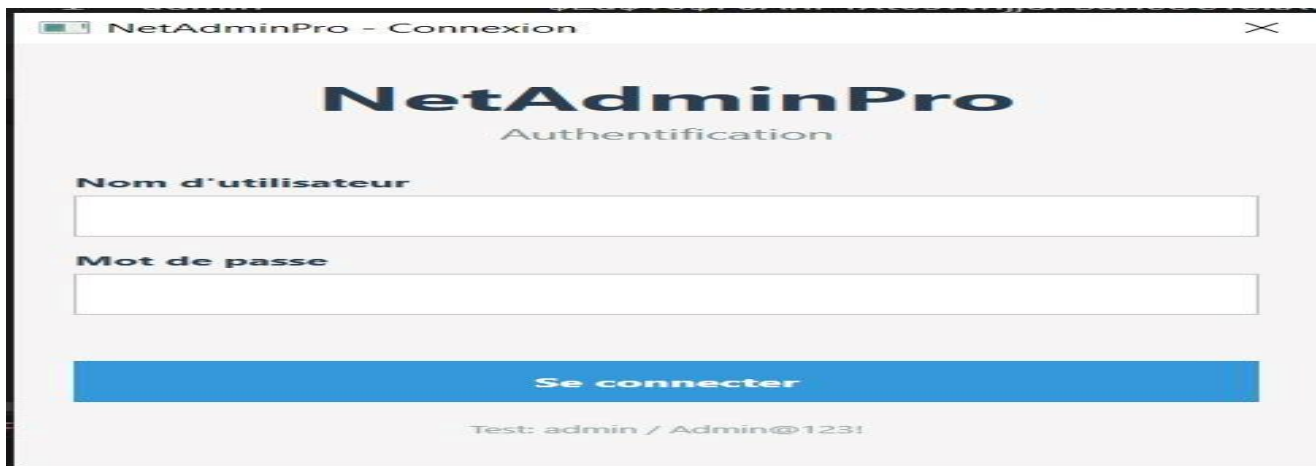 NetAdminPro - Connexion
NetAdminPro
Authentification
Nom d'utilisateur
Mot de passe
Se connecter
Test: admin / Admin@123!